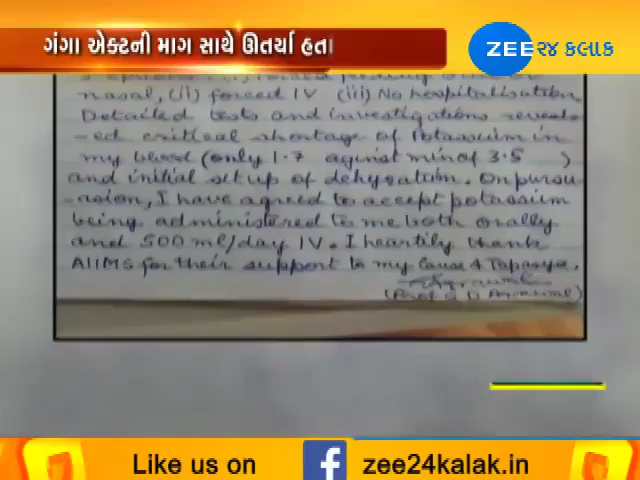 ગંગા એક્ટની માગ સાથે ઊતર્યા હતા
ZEE ૨૪ કલાક
nasal, (ii) forced IV (iii) No hospitalisation
Detailed tests and investigations reveal-
-ed critical shortage of Potassium in
my blood (only 1.7 against min of 3.5 )
and initial set up of dehydration. On persu-
-asion, I have agreed to accept potassium
being administered to me both orally
and 500 ml/day IV. I heartily thank
AIIMS for their support to my Cause & Tapasya.
(Prof G D Agrawal)
Like us on f zee24kalak.in